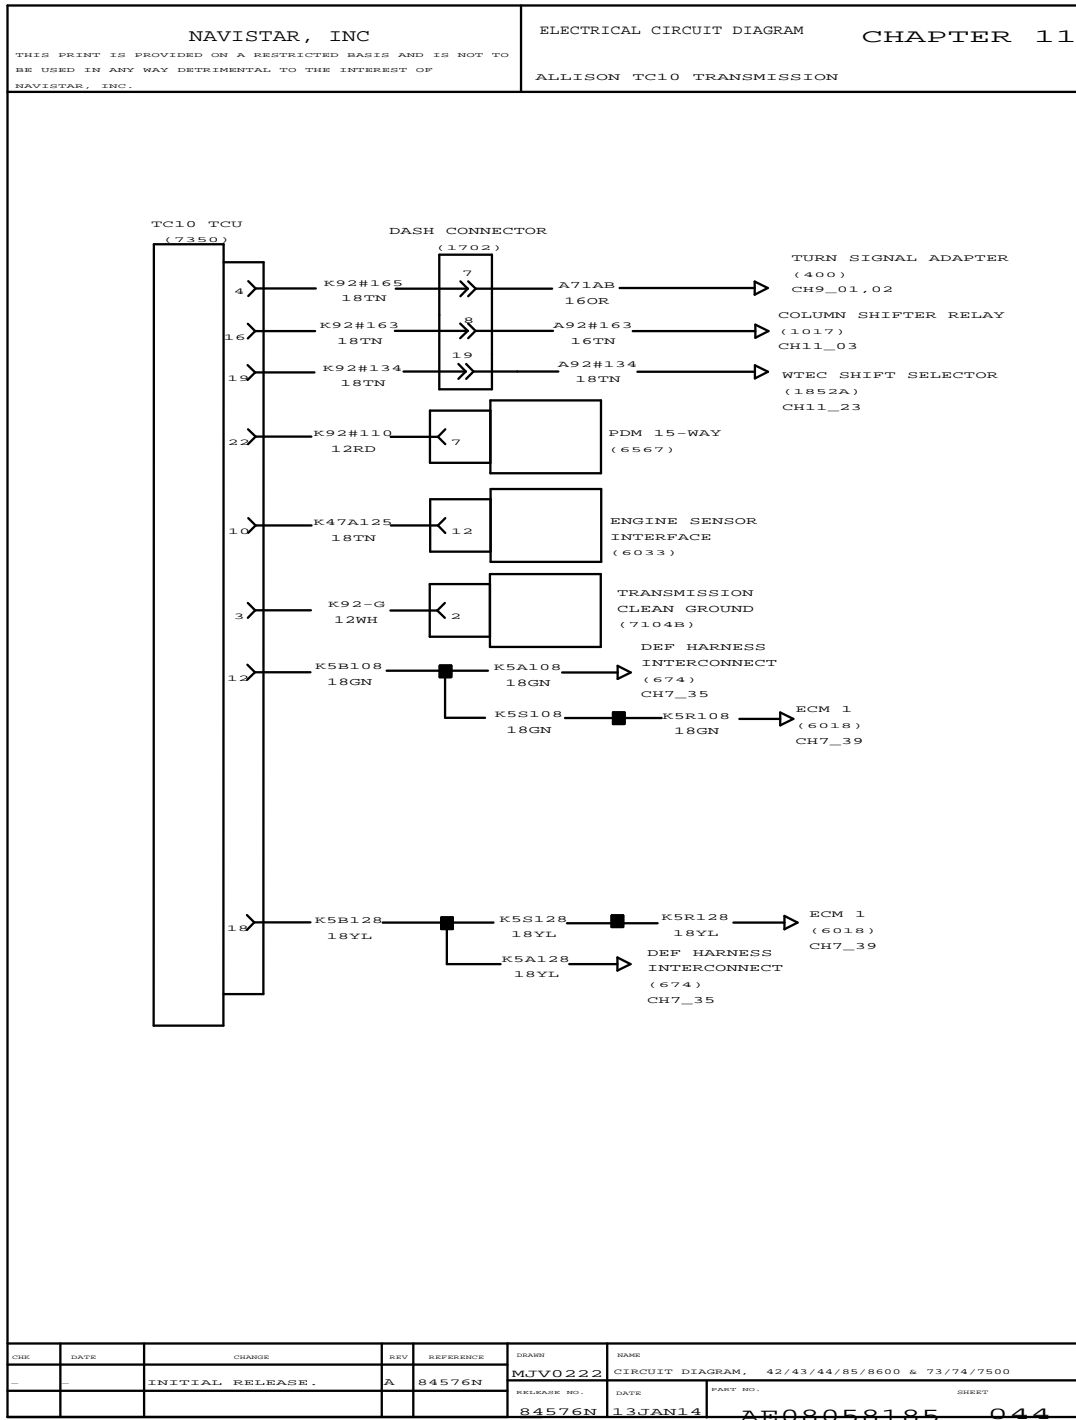 NAVISTAR, INC
THIS PRINT IS PROVIDED ON A RESTRICTED BASIS AND IS NOT TO
BE USED IN ANY WAY DETRIMENTAL TO THE INTEREST OF
NAVISTAR, INC.
ELECTRICAL CIRCUIT DIAGRAM
CHAPTER 11
ALLISON TC10 TRANSMISSION
TC10 TCU
(7350)
DASH CONNECTOR
(1702)
4
K92#165
18TN
7
A71AB
16OR
TURN SIGNAL ADAPTER
(400)
CH9_01,02
16
K92#163
18TN
8
A92#163
16TN
COLUMN SHIFTER RELAY
(1017)
CH11_03
19
K92#134
18TN
19
A92#134
18TN
WTEC SHIFT SELECTOR
(1852A)
CH11_23
22
K92#110
12RD
7
PDM 15-WAY
(6567)
10
K47A125
18TN
12
ENGINE SENSOR
INTERFACE
(6033)
3
K92-G
12WH
2
TRANSMISSION
CLEAN GROUND
(7104B)
12
K5B108
18GN
K5A108
18GN
DEF HARNESS
INTERCONNECT
(674)
CH7_35
K5S108
18GN
K5R108
18GN
ECM 1
(6018)
CH7_39
18
K5B128
18YL
K5S128
18YL
K5R128
18YL
ECM 1
(6018)
CH7_39
K5A128
18YL
DEF HARNESS
INTERCONNECT
(674)
CH7_35
CHK DATE CHANGE REV REFERENCE
- - INITIAL RELEASE. A 84576N
DRAWN
MJV0222
NAME
CIRCUIT DIAGRAM, 42/43/44/85/8600 & 73/74/7500
RELEASE NO.
84576N
DATE
13JAN14
PART NO.
AE08058185
SHEET
044